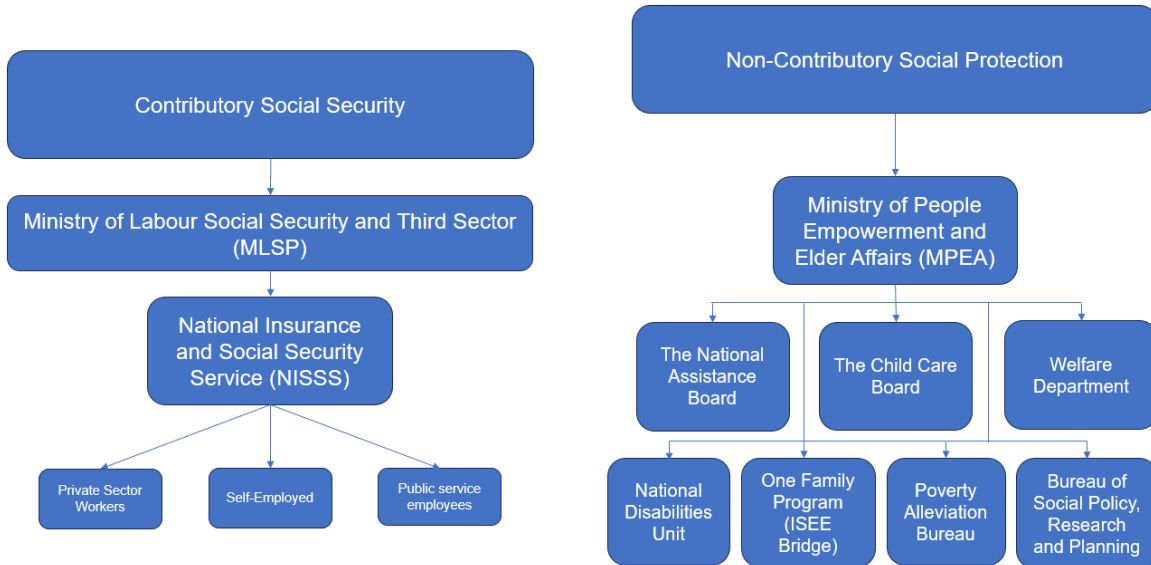 Contributory Social Security
Ministry of Labour Social Security and Third Sector
(MLSP)
National Insurance
and Social Security
Service (NISSS)
Private Sector
Workers
Self-Employed
Public service
employees
Non-Contributory Social Protection
Ministry of People
Empowerment and
Elder Affairs (MPEA)
The National
Assistance
Board
The Child Care
Board
Welfare
Department
National
Disabilities
Unit
One Family
Program
(ISEE
Bridge)
Poverty
Alleviation
Bureau
Bureau of
Social Policy,
Research
and Planning